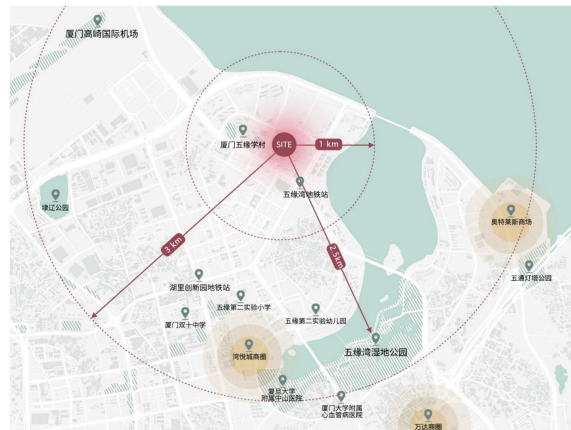 厦门高崎国际机场
厦门五缘学村
SITE
1 km
五缘湾地铁站
埭辽公园
奥特莱斯商场
3 km
2.5km
五通灯塔公园
湖里创新园地铁站
五缘第二实验小学
厦门双十中学
五缘第二实验幼儿园
湾悦城商圈
五缘湾湿地公园
复旦大学
附属中山医院
厦门大学附属
心血管病医院
万达商圈